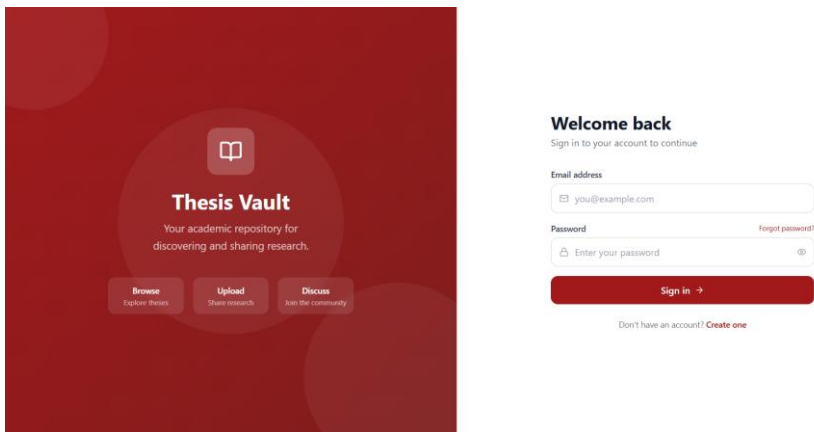 Thesis Vault
Your academic repository for
discovering and sharing research.
Browse
Explore theses
Upload
Share research
Discuss
Join the community
Welcome back
Sign in to your account to continue
Email address
you@example.com
Password
Forgot password?
Enter your password
Sign in →
Don't have an account? Create one